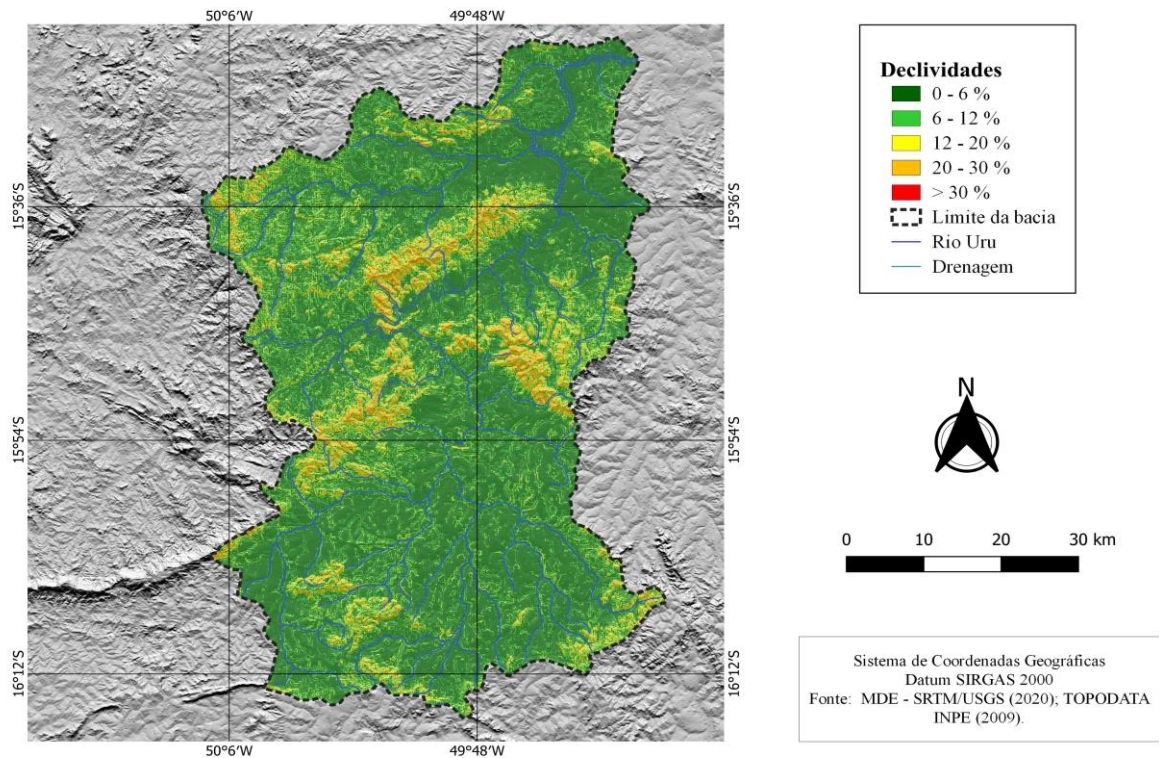 50°6′W
49°48′W
15°36′S
15°36′S
15°54′S
15°54′S
16°12′S
16°12′S
50°6′W
49°48′W
Declividades
0 - 6 %
6 - 12 %
12 - 20 %
20 - 30 %
> 30 %
Limite da bacia
Rio Uru
Drenagem
N
0 10 20 30 km
Sistema de Coordenadas Geográficas
Datum SIRGAS 2000
Fonte: MDE - SRTM/USGS (2020); TOPODATA
INPE (2009).